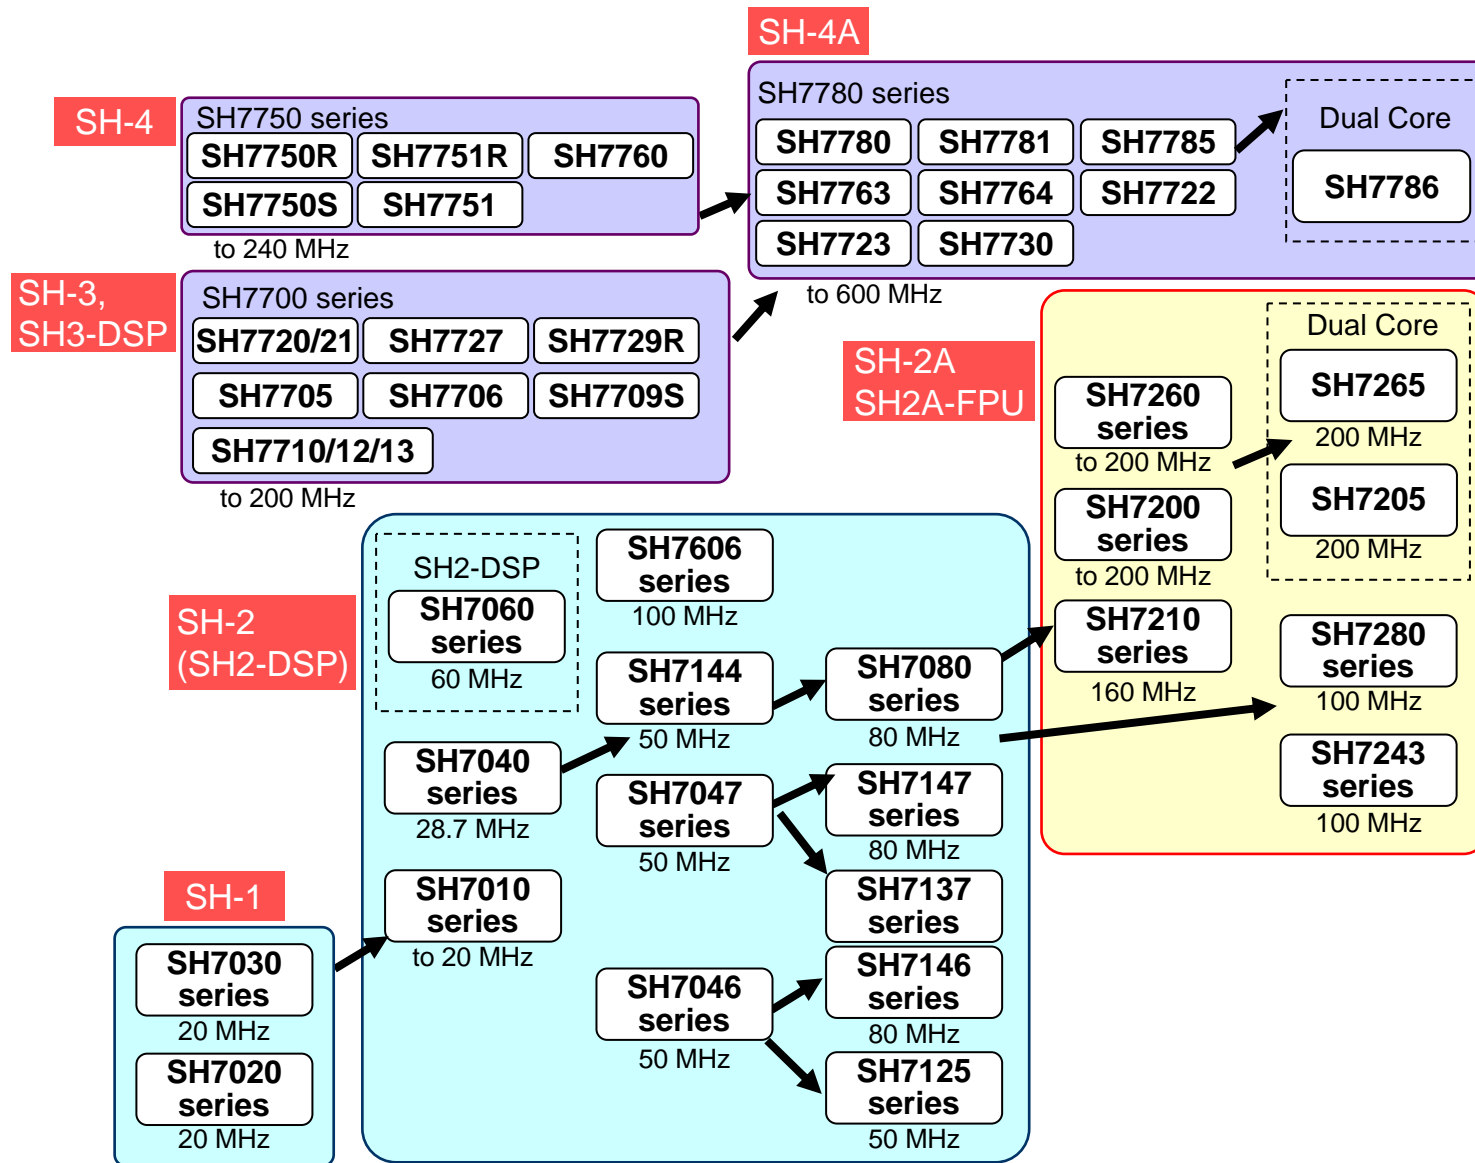 SH-4A
SH7780 series
SH7780
SH7781
SH7785
SH7763
SH7764
SH7722
SH7723
SH7730
Dual Core
SH7786
to 600 MHz
SH-4
SH7750 series
SH7750R
SH7751R
SH7760
SH7750S
SH7751
to 240 MHz
SH-3,
SH3-DSP
SH7700 series
SH7720/21
SH7727
SH7729R
SH7705
SH7706
SH7709S
SH7710/12/13
to 200 MHz
SH-2A
SH2A-FPU
SH7260
series
to 200 MHz
SH7200
series
to 200 MHz
SH7210
series
160 MHz
Dual Core
SH7265
200 MHz
SH7205
200 MHz
SH7280
series
100 MHz
SH7243
series
100 MHz
SH-2
(SH2-DSP)
SH2-DSP
SH7060
series
60 MHz
SH7040
series
28.7 MHz
SH7010
series
to 20 MHz
SH7606
series
100 MHz
SH7144
series
50 MHz
SH7047
series
50 MHz
SH7046
series
50 MHz
SH7080
series
80 MHz
SH7147
series
80 MHz
SH7137
series
SH7146
series
80 MHz
SH7125
series
50 MHz
SH-1
SH7030
series
20 MHz
SH7020
series
20 MHz